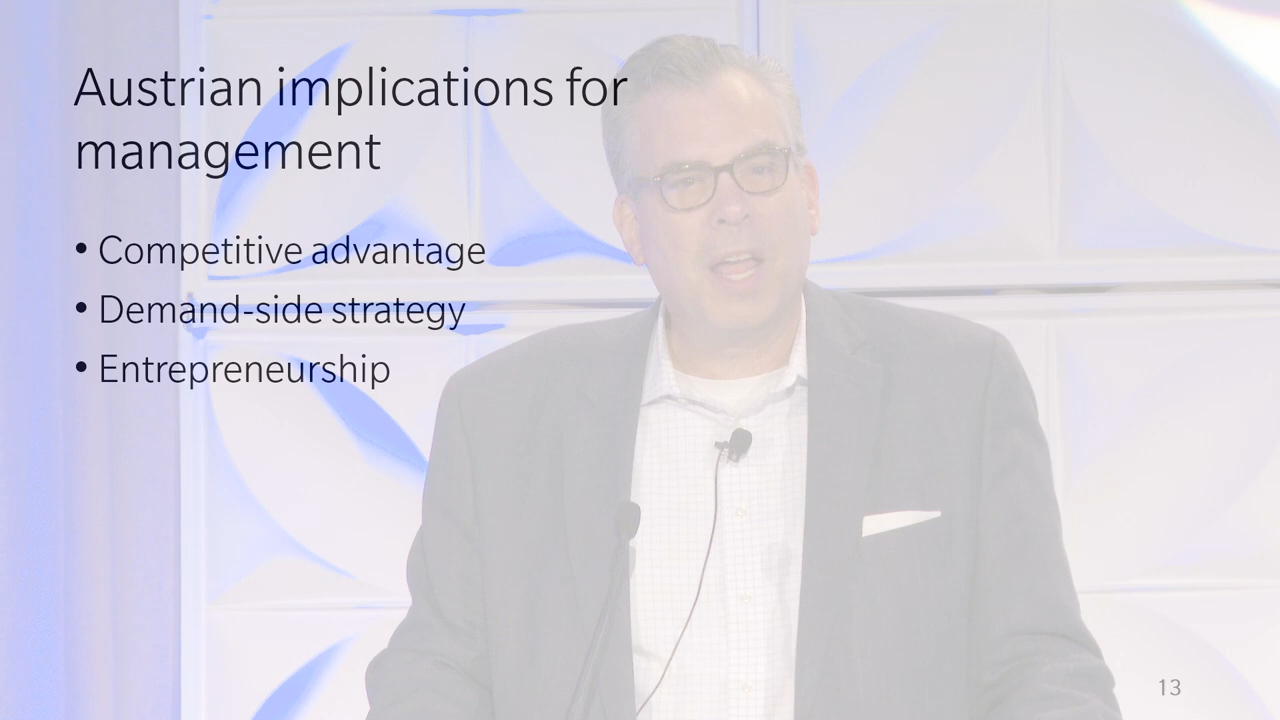 Austrian implications for
management
• Competitive advantage
• Demand-side strategy
• Entrepreneurship
13